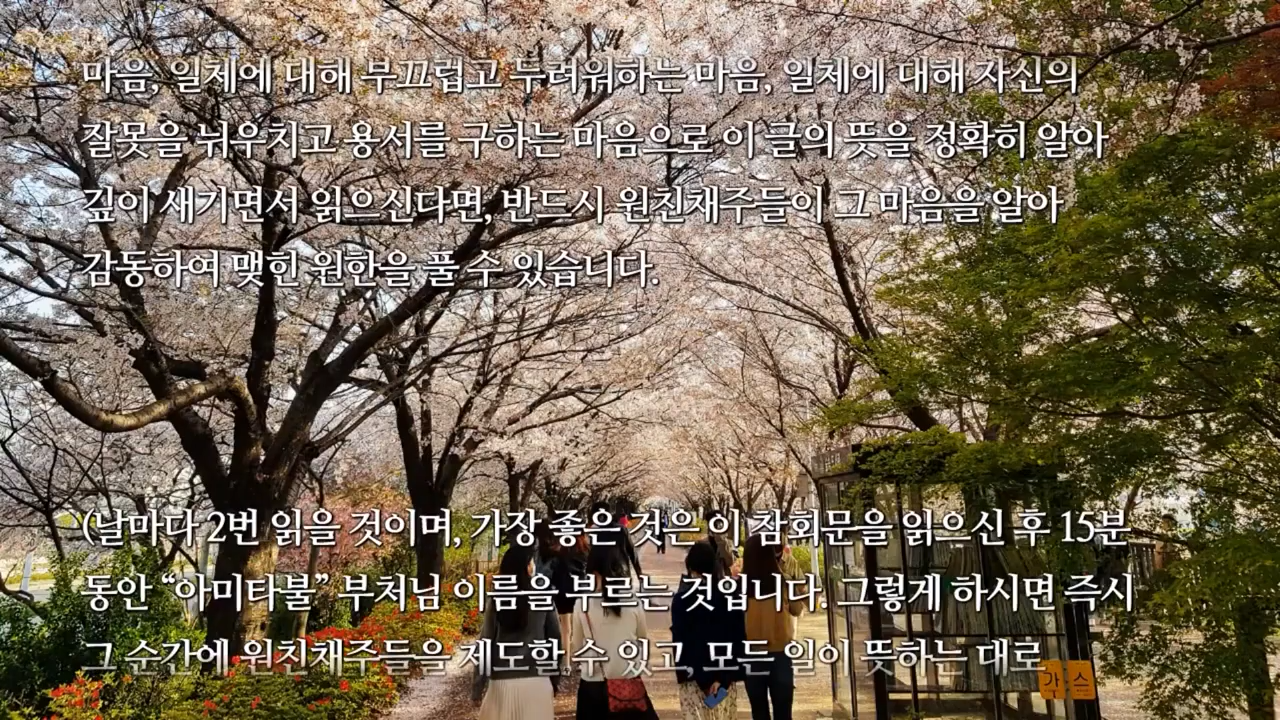 마음, 일체에 대해 부끄럽고 두려워하는 마음, 일체에 대해 자신의
잘못을 뉘우치고 용서를 구하는 마음으로 이 글의 뜻을 정확히 알아
깊이 새기면서 읽으신다면, 반드시 원친채주들이 그 마음을 알아
감동하여 맺힌 원한을 풀 수 있습니다.
(날마다 2번 읽을 것이며, 가장 좋은 것은 이 참회문을 읽으신 후 15분
동안 “아미타불” 부처님 이름을 부르는 것입니다. 그렇게 하시면 즉시
그 순간에 원친채주들을 제도할 수 있고, 모든 일이 뜻하는 대로
가스